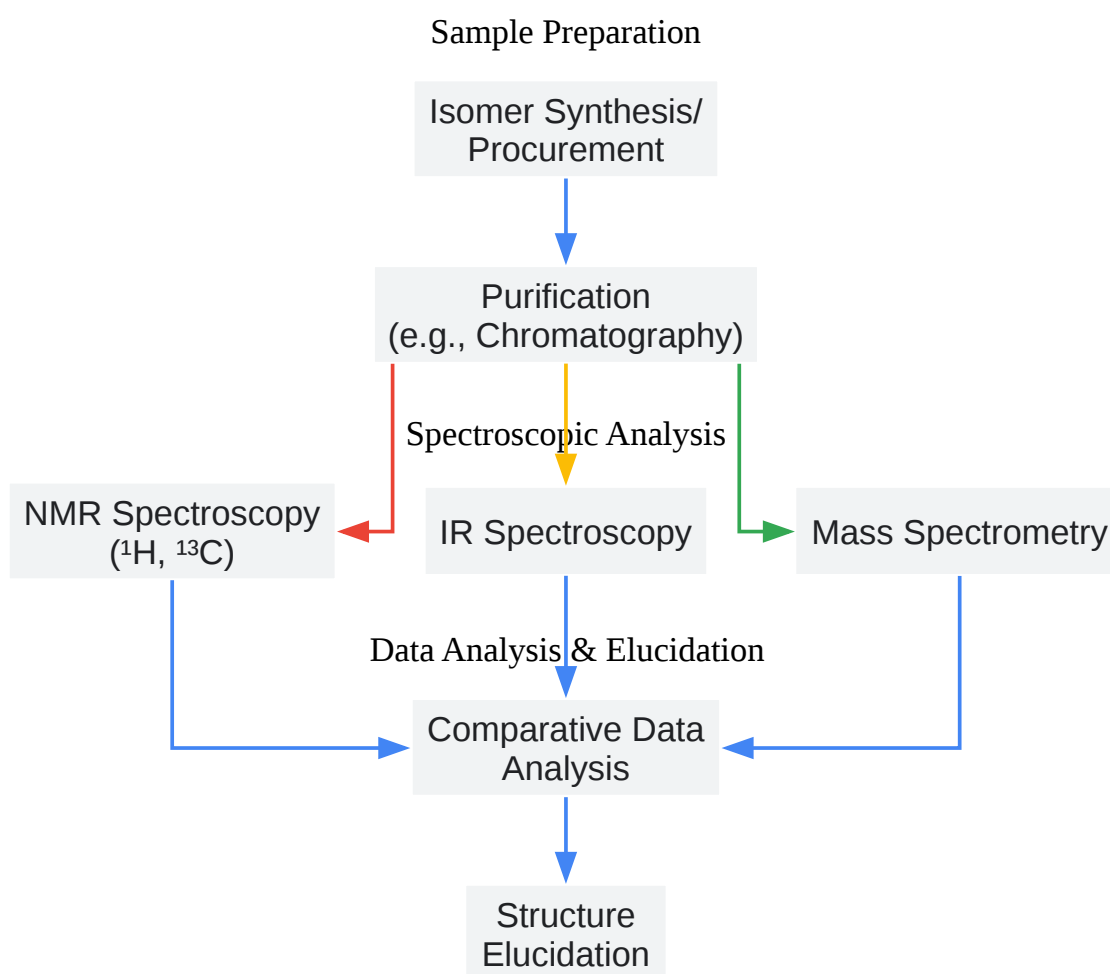 Sample Preparation
Isomer Synthesis/
Procurement
Purification
(e.g., Chromatography)
Spectroscopic Analysis
NMR Spectroscopy
(¹H, ¹³C)
IR Spectroscopy
Mass Spectrometry
Data Analysis & Elucidation
Comparative Data
Analysis
Structure
Elucidation